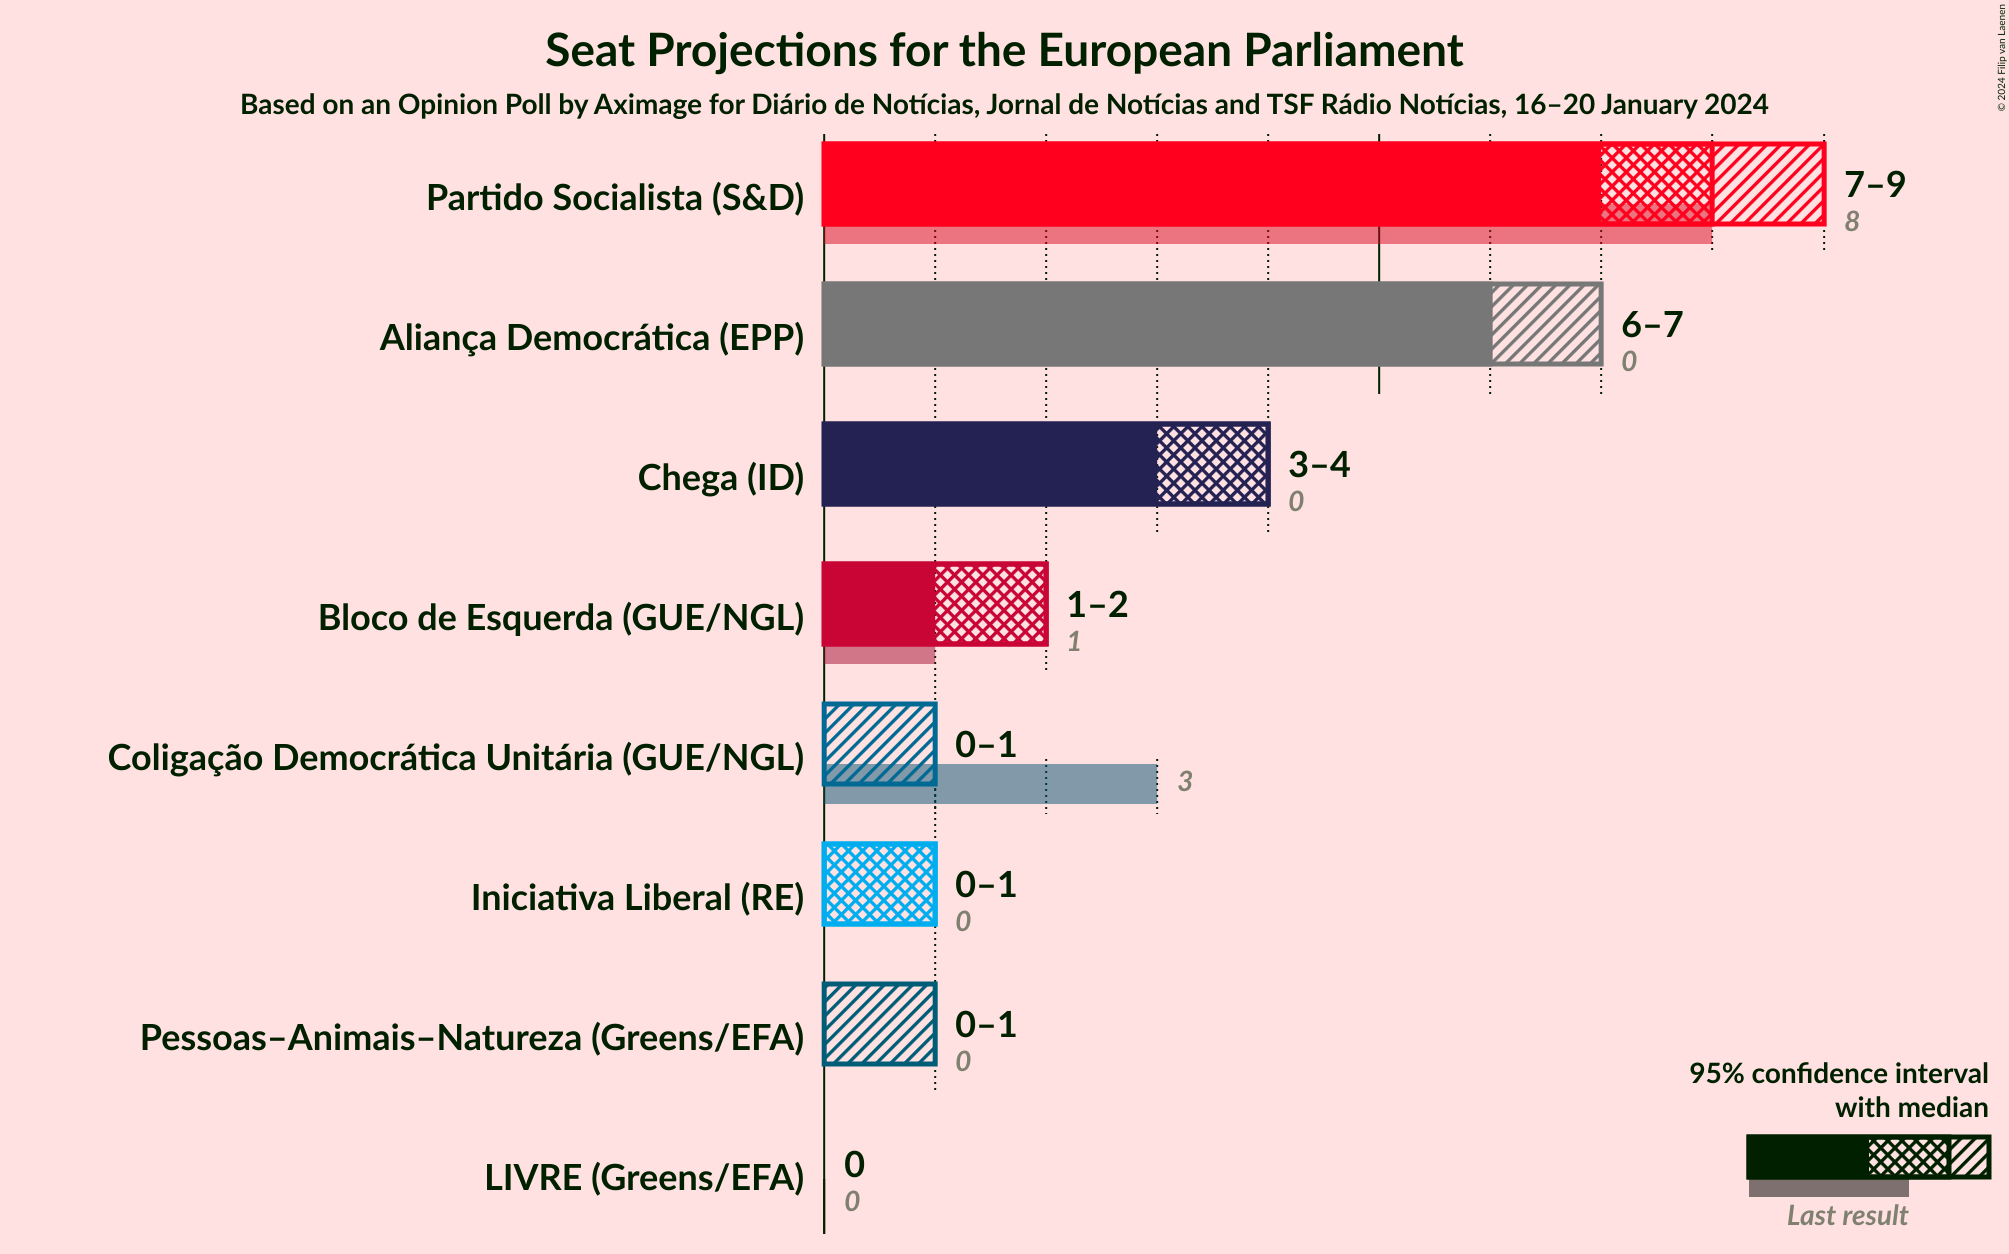 Seat Projections for the European Parliament
Based on an Opinion Poll by Aximage for Diário de Notícias, Jornal de Notícias and TSF Rádio Notícias, 16–20 January 2024
© 2024 Filip van Laenen
Partido Socialista (S&D)
7–9
8
Aliança Democrática (EPP)
6–7
0
Chega (ID)
3–4
0
Bloco de Esquerda (GUE/NGL)
1–2
1
Coligação Democrática Unitária (GUE/NGL)
0–1
3
Iniciativa Liberal (RE)
0–1
0
Pessoas–Animais–Natureza (Greens/EFA)
0–1
0
LIVRE (Greens/EFA)
0
0
95% confidence interval
with median
Last result